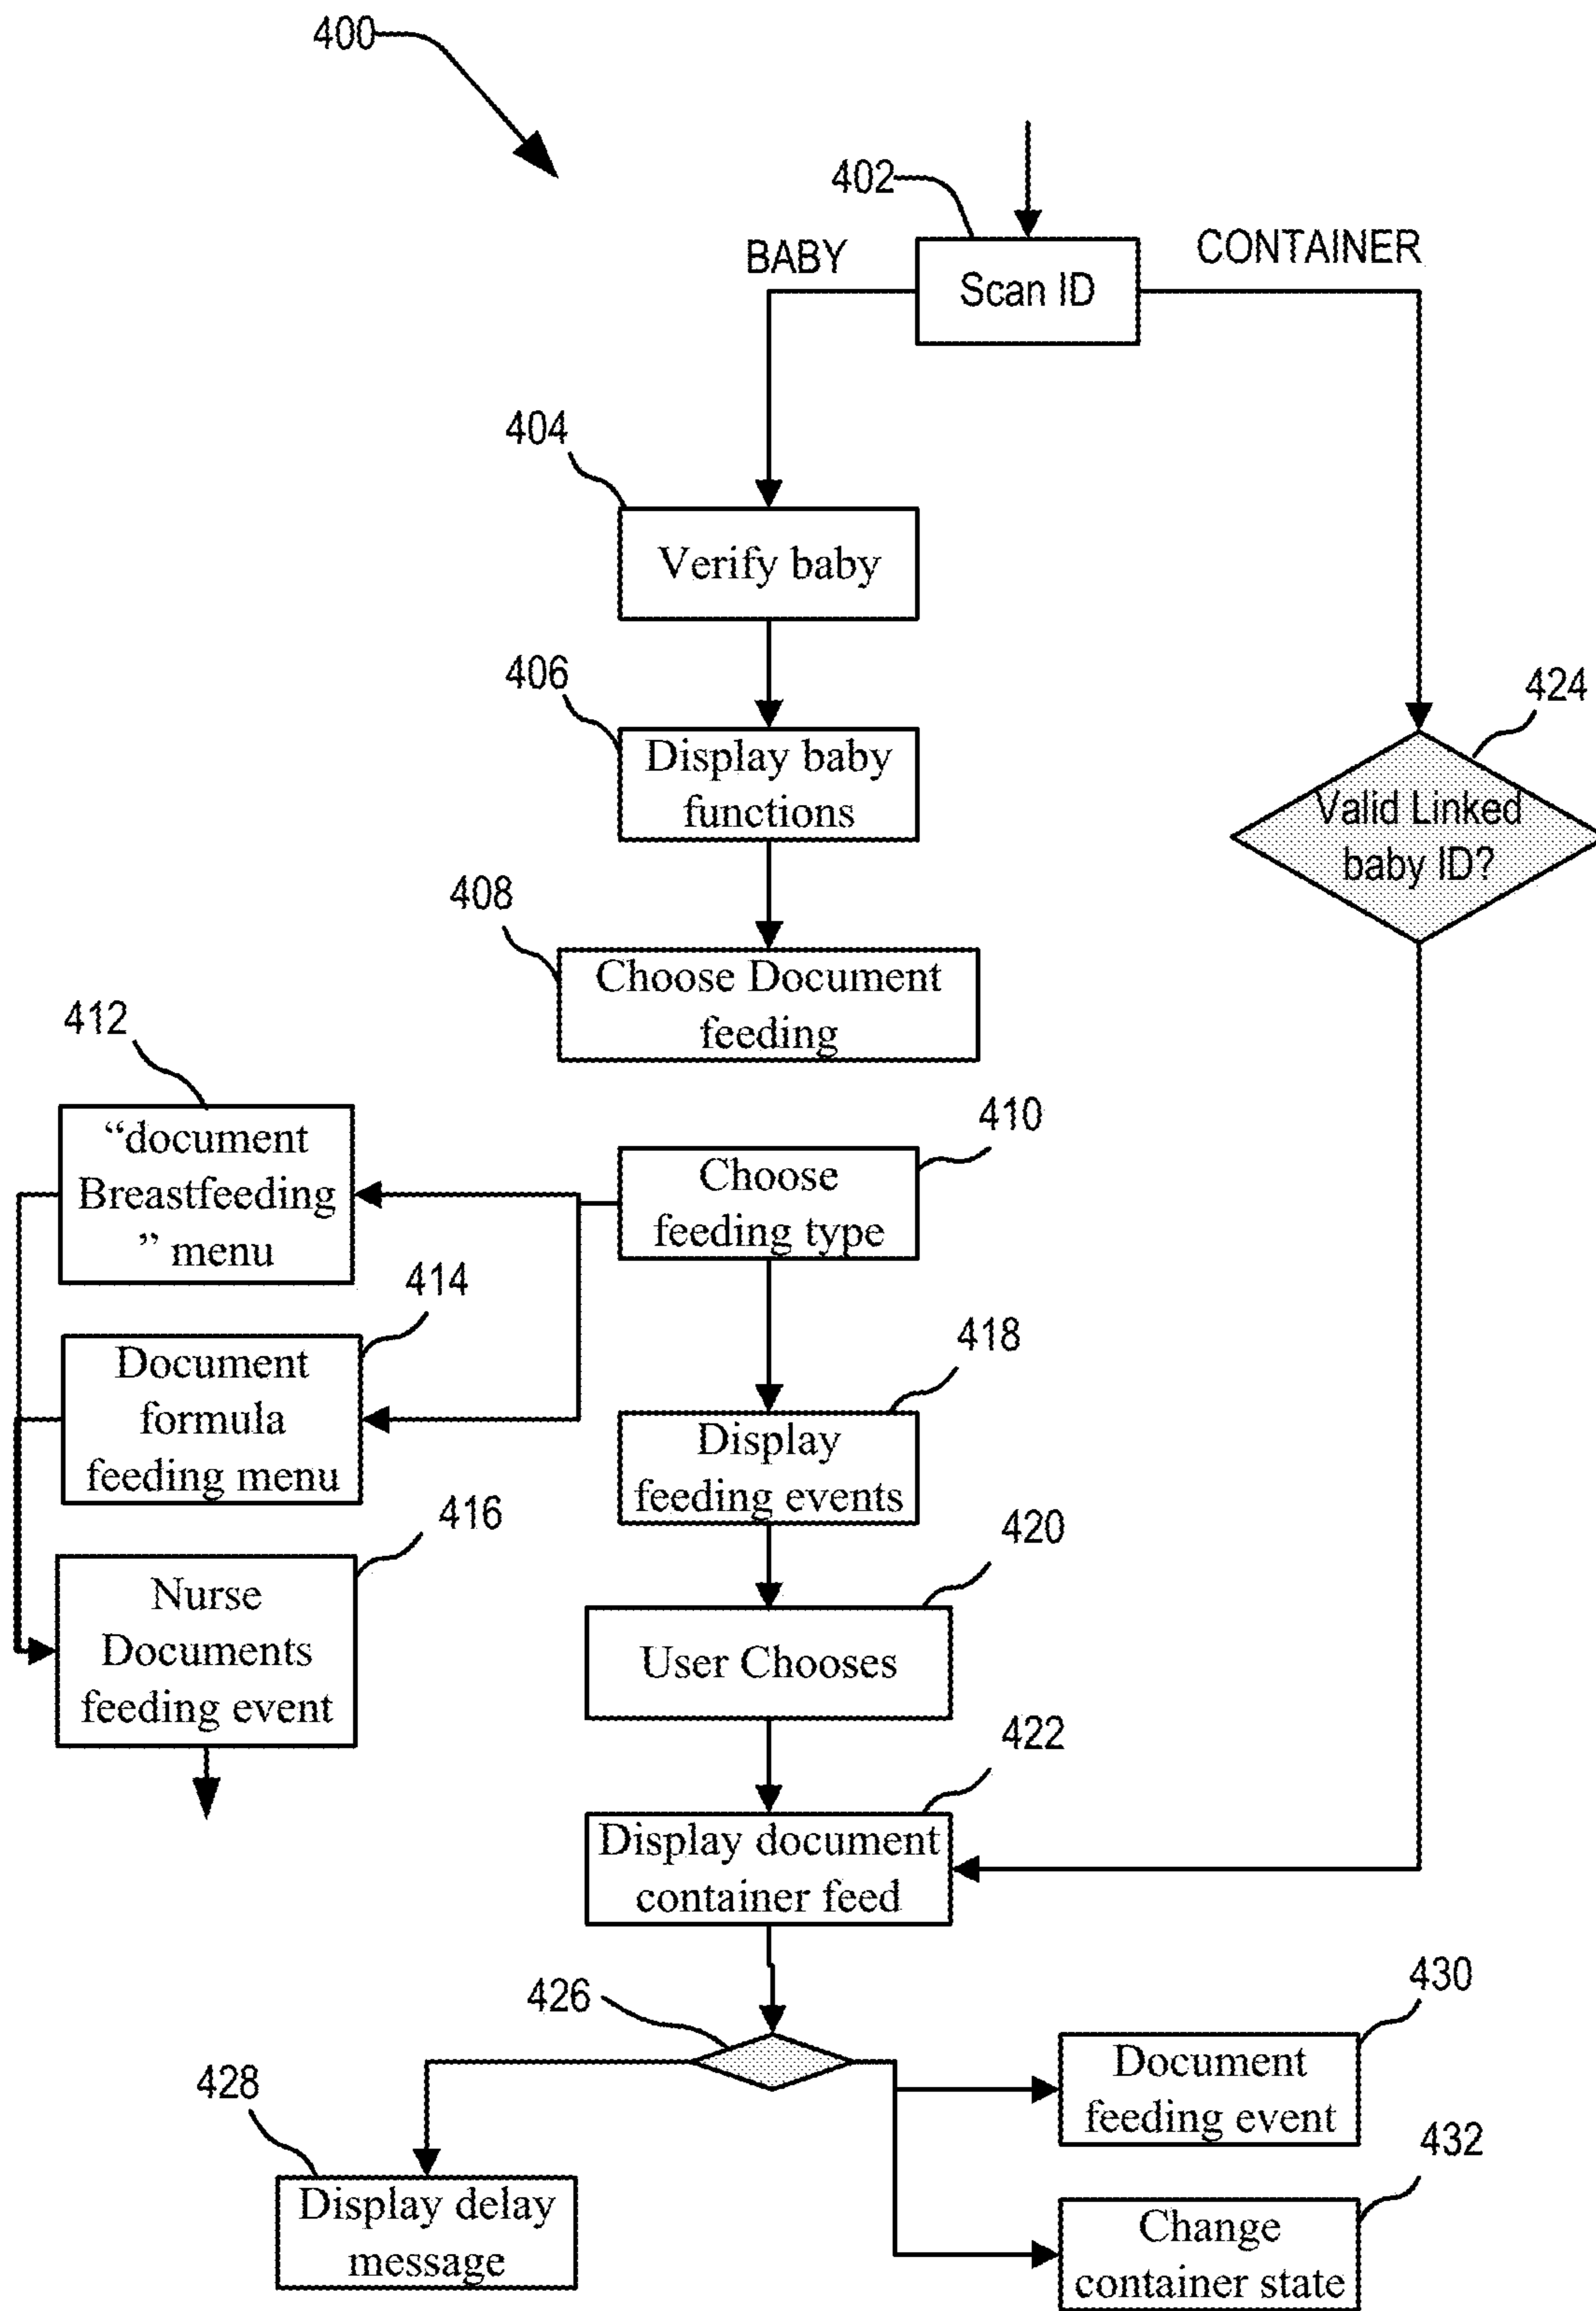 400
402
BABY
CONTAINER
Scan ID
404
Verify baby
406
424
Display baby
functions
Valid Linked
baby ID?
408
Choose Document
feeding
412
410
“document
Breastfeeding
” menu
Choose
feeding type
414
418
Document
formula
feeding menu
Display
feeding events
416
420
Nurse
Documents
feeding event
User Chooses
422
Display document
container feed
426
430
Document
feeding event
428
432
Display delay
message
Change
container state